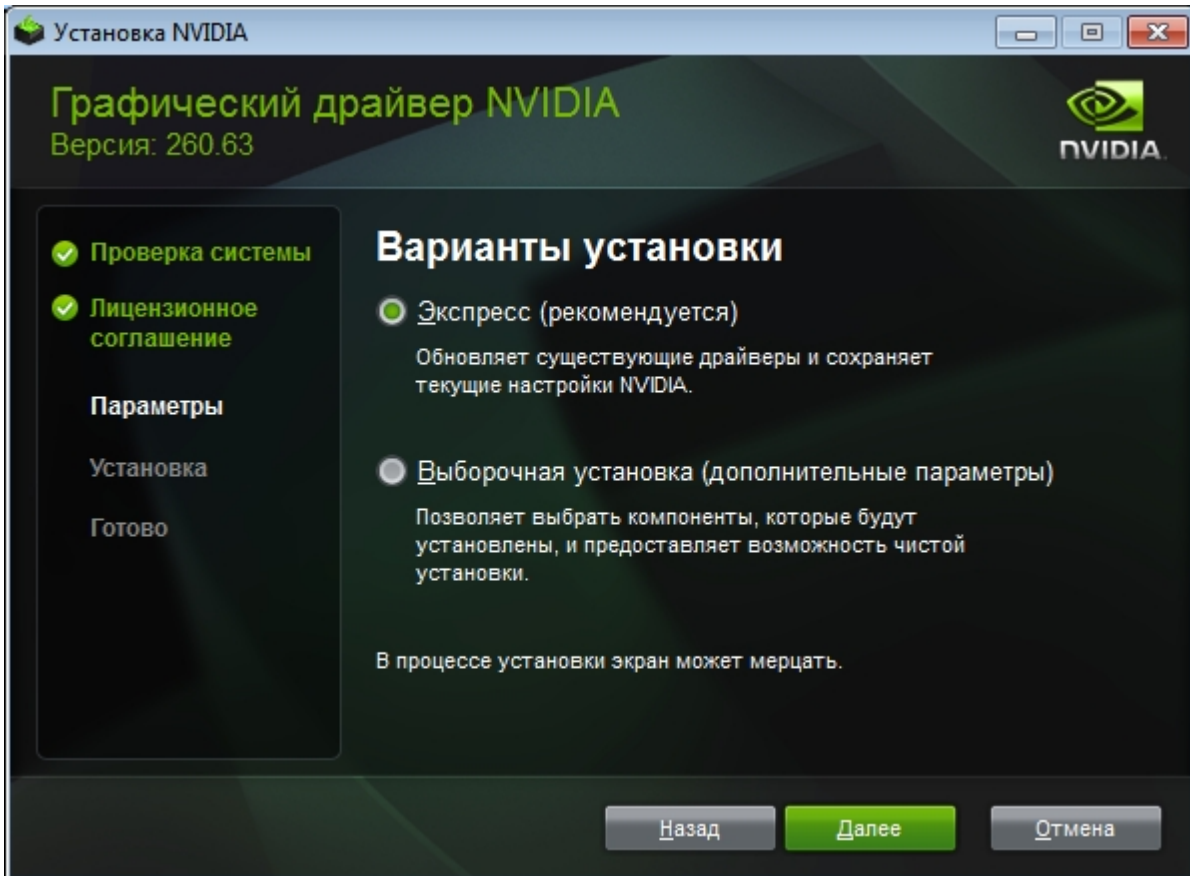 Установка NVIDIA
Графический драйвер NVIDIA
Версия: 260.63
NVIDIA.
Проверка системы
Лицензионное
соглашение
Параметры
Установка
Готово
Варианты установки
Экспресс (рекомендуется)
Обновляет существующие драйверы и сохраняет
текущие настройки NVIDIA.
Выборочная установка (дополнительные параметры)
Позволяет выбрать компоненты, которые будут
установлены, и предоставляет возможность чистой
установки.
В процессе установки экран может мерцать.
Назад
Далее
Отмена